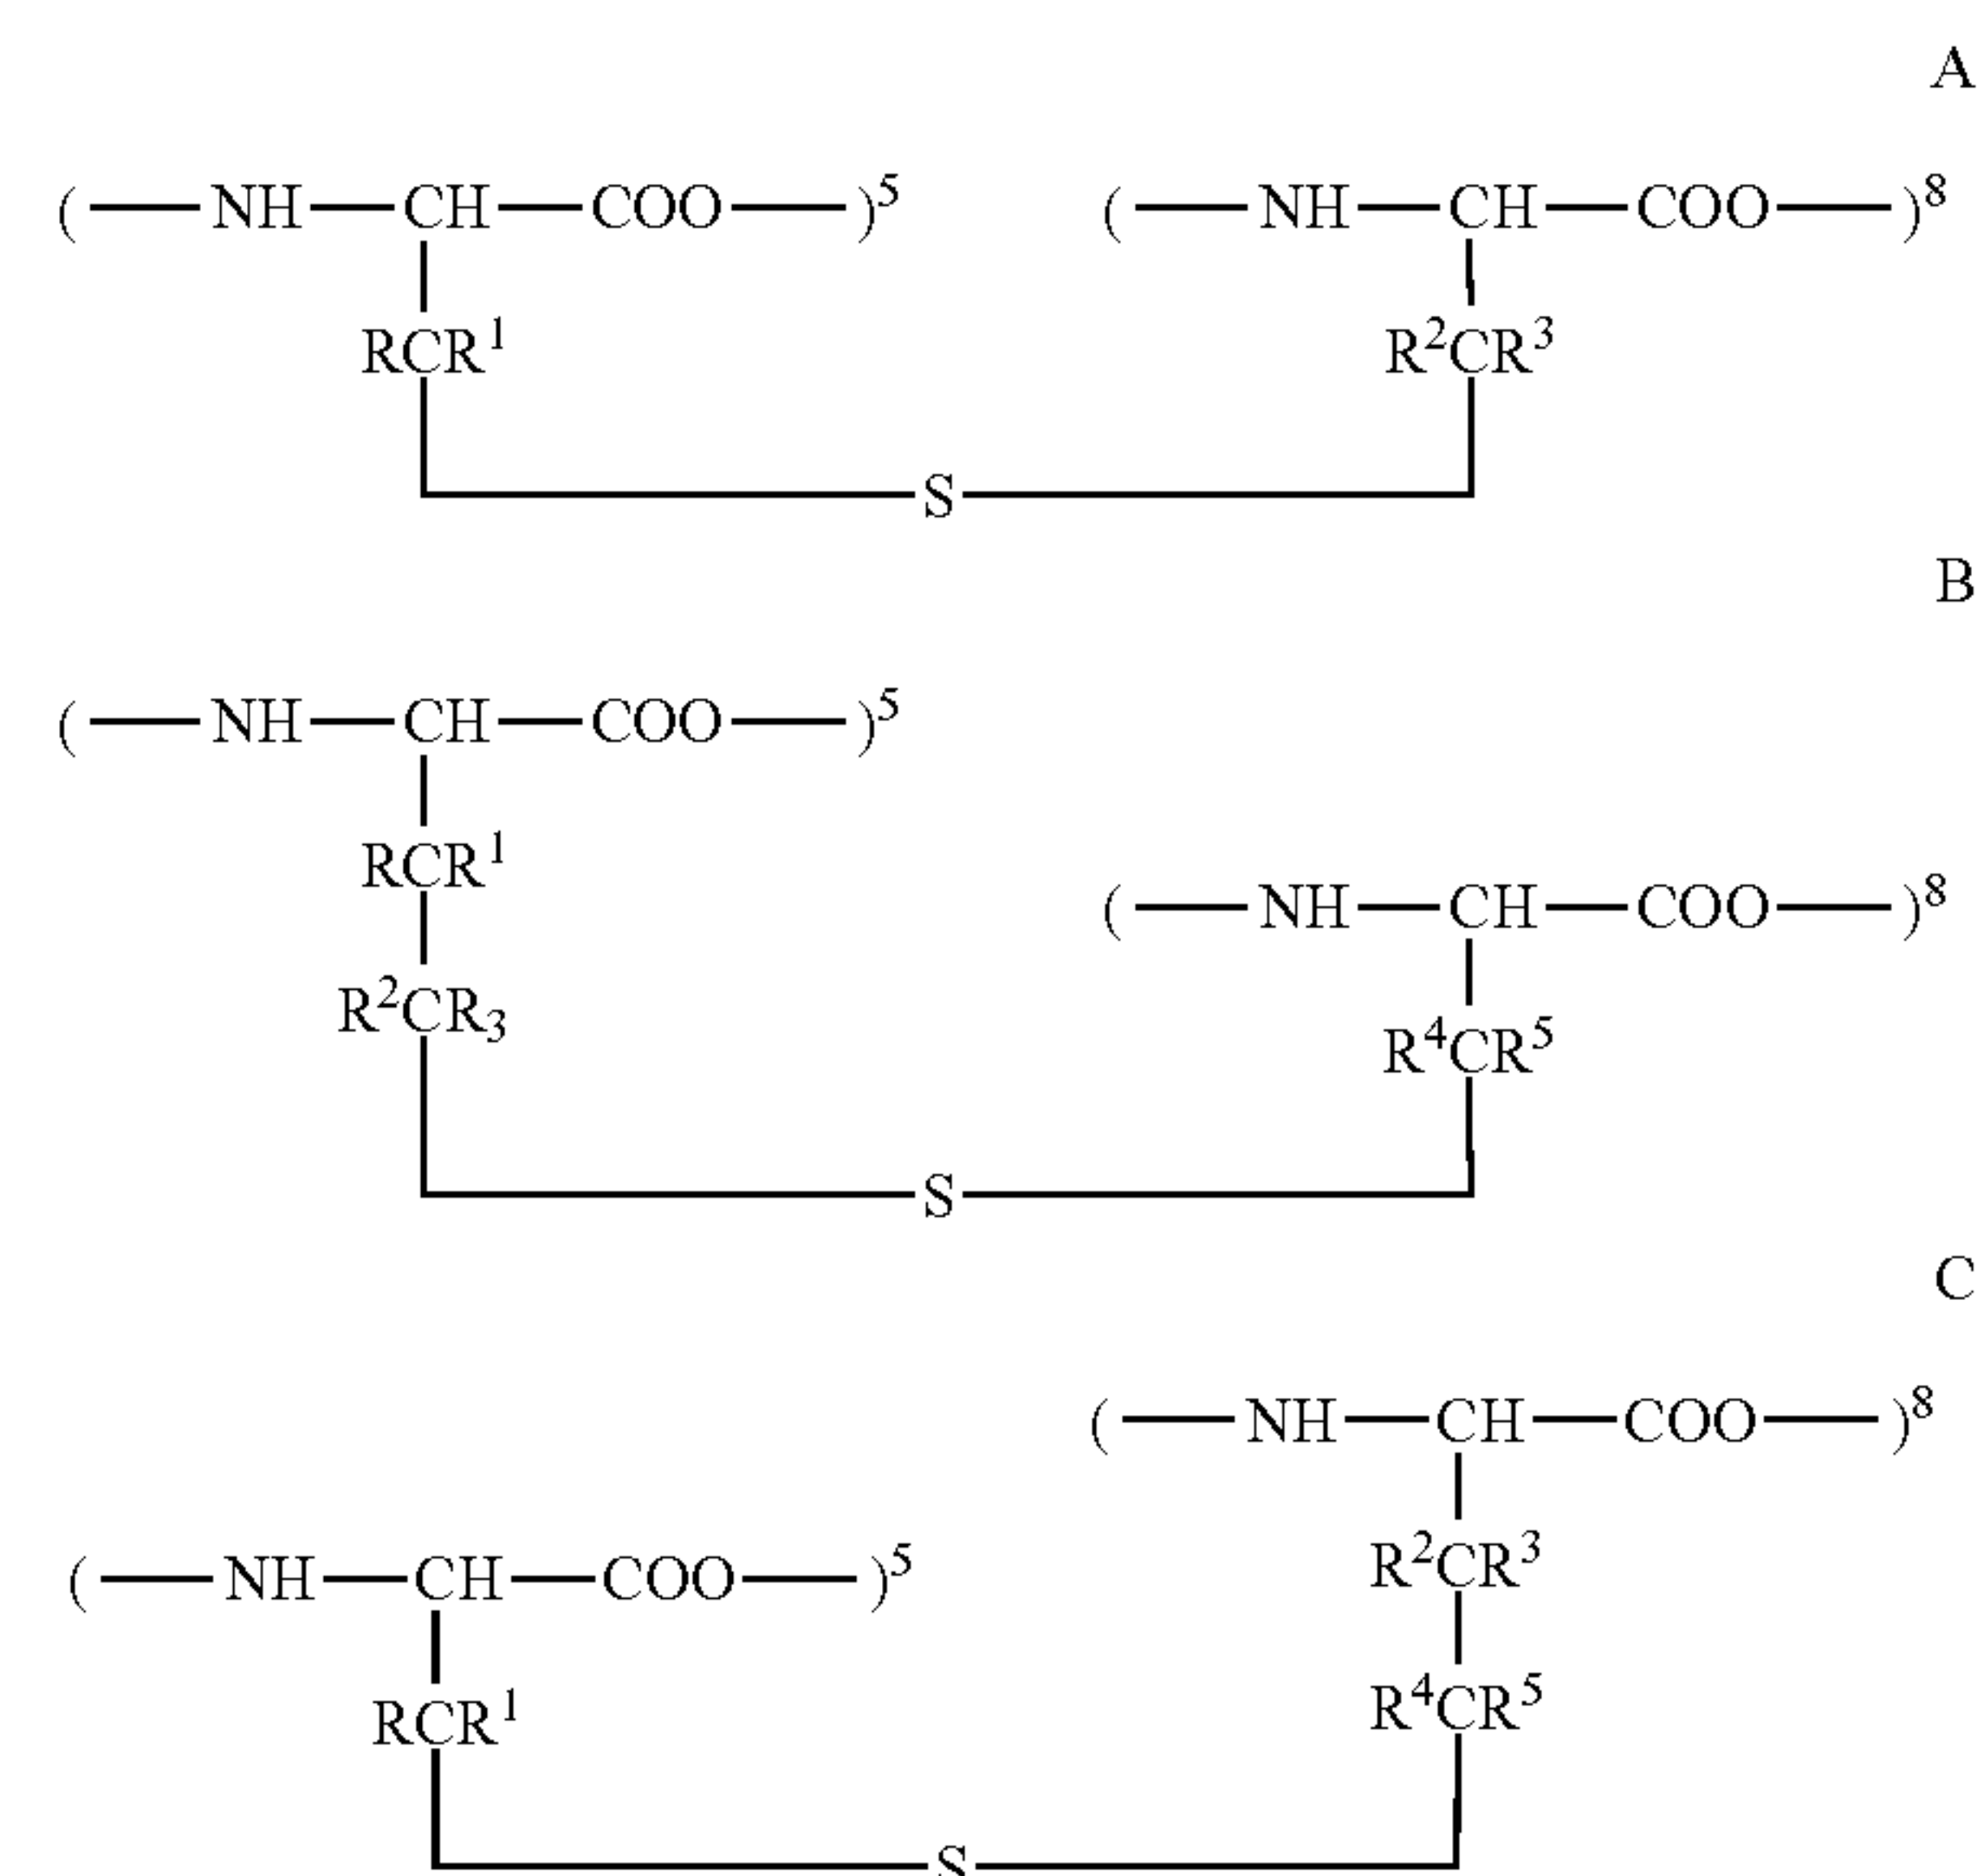 A
( — NH — CH — COO — )⁵ ( — NH — CH — COO — )⁸
RCR¹ R²CR³
S
B
( — NH — CH — COO — )⁵
RCR¹
( — NH — CH — COO — )⁸
R²CR₃
R⁴CR⁵
S
C
( — NH — CH — COO — )⁸
( — NH — CH — COO — )⁵
R²CR³
RCR¹
R⁴CR⁵
S